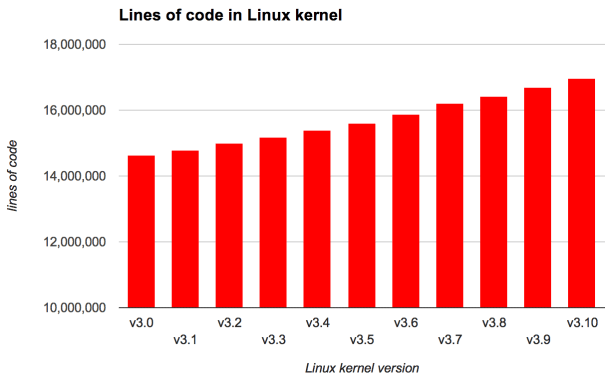 Lines of code in Linux kernel
18,000,000
16,000,000
14,000,000
12,000,000
10,000,000
lines of code
v3.0
v3.1
v3.2
v3.3
v3.4
v3.5
v3.6
v3.7
v3.8
v3.9
v3.10
Linux kernel version